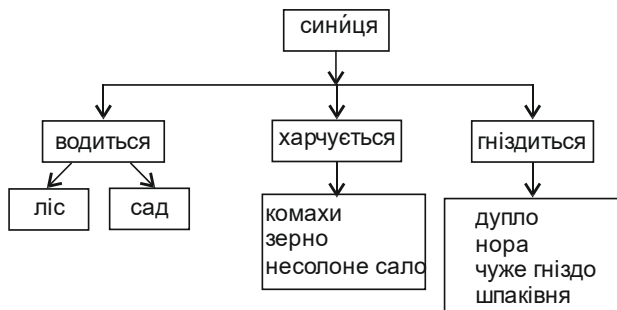 сини́ця
водиться
харчується
гніздиться
ліс
сад
комахи
зерно
несолоне сало
дупло
нора
чуже гніздо
шпаківня